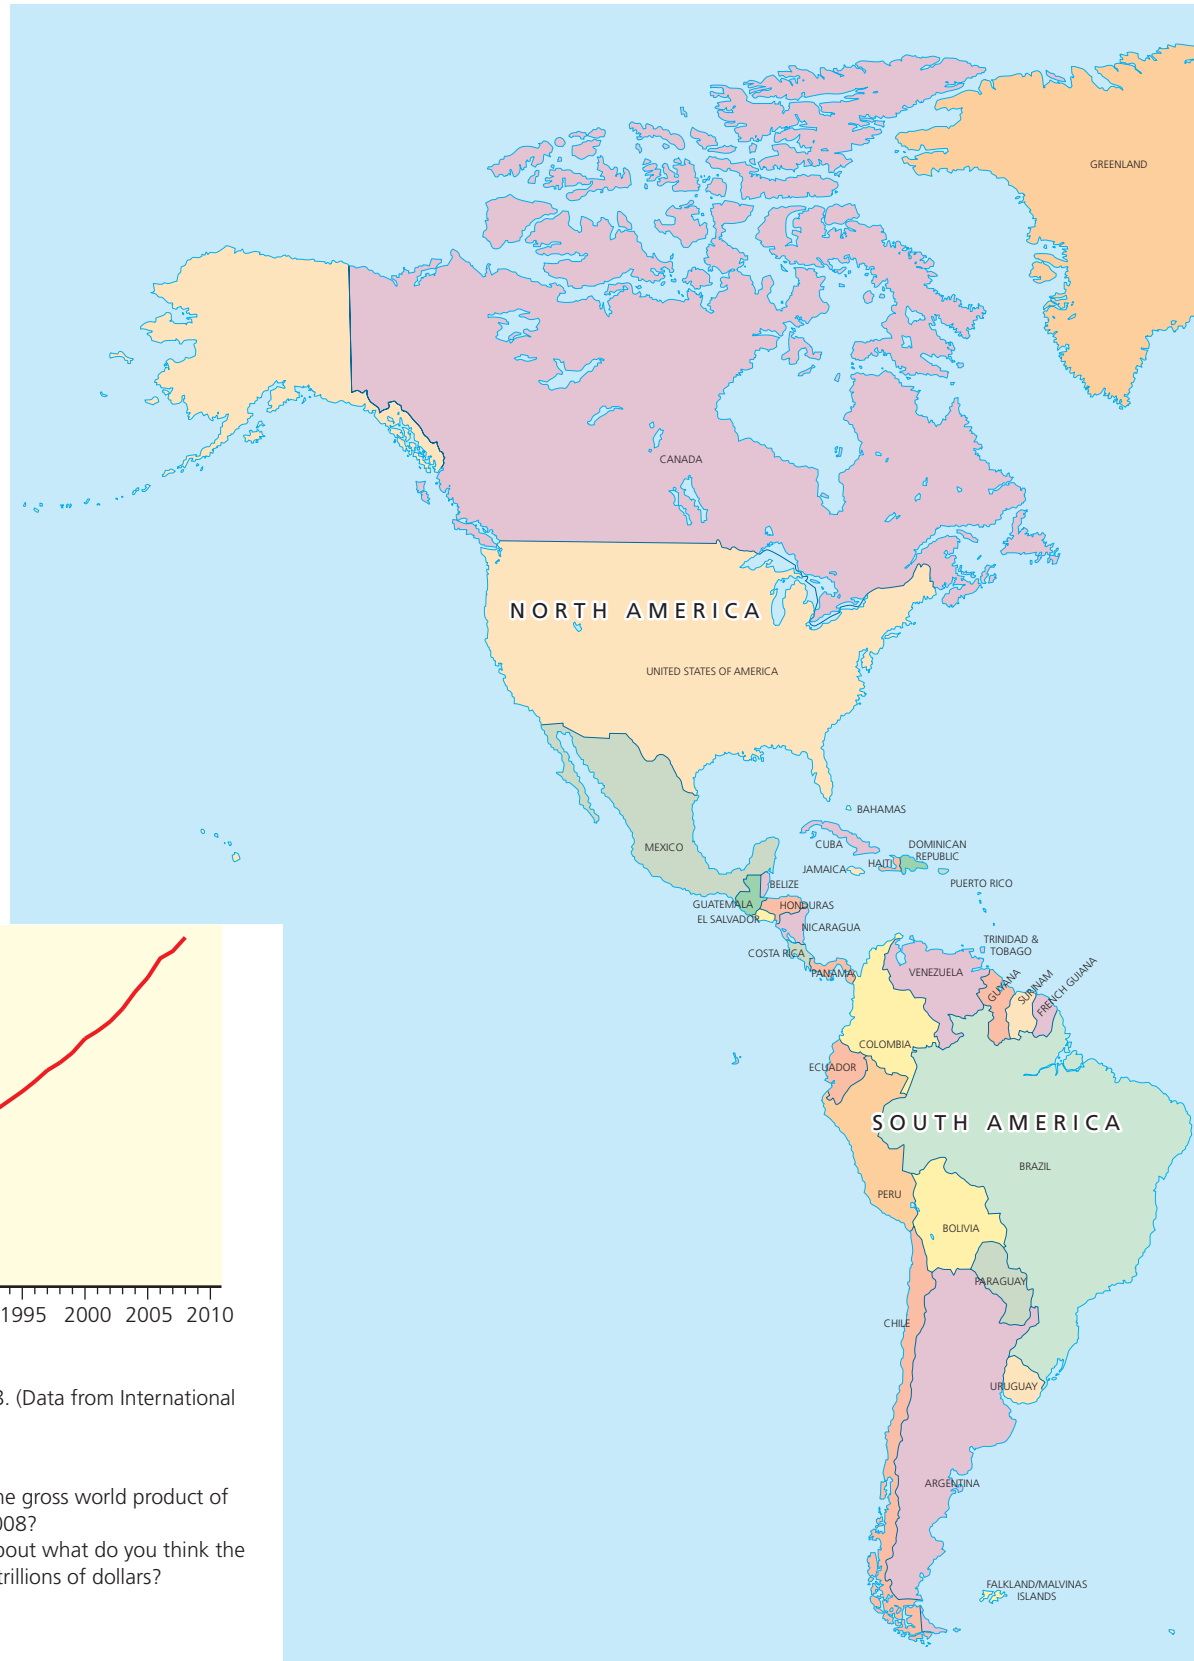 GREENLAND
CANADA
NORTH AMERICA
UNITED STATES OF AMERICA
BAHAMAS
CUBA
DOMINICAN
REPUBLIC
MEXICO
HAITI
JAMAICA
BELIZE
PUERTO RICO
GUATEMALA
HONDURAS
EL SALVADOR
NICARAGUA
TRINIDAD &
TOBAGO
COSTA RICA
PANAMA
VENEZUELA
GUYANA
SURINAM
FRENCH GUIANA
COLOMBIA
ECUADOR
SOUTH AMERICA
BRAZIL
PERU
BOLIVIA
PARAGUAY
CHILE
URUGUAY
ARGENTINA
FALKLAND/MALVINAS
ISLANDS
1995 2000 2005 2010
. (Data from International
ne gross world product of
008?
bout what do you think the
trillions of dollars?